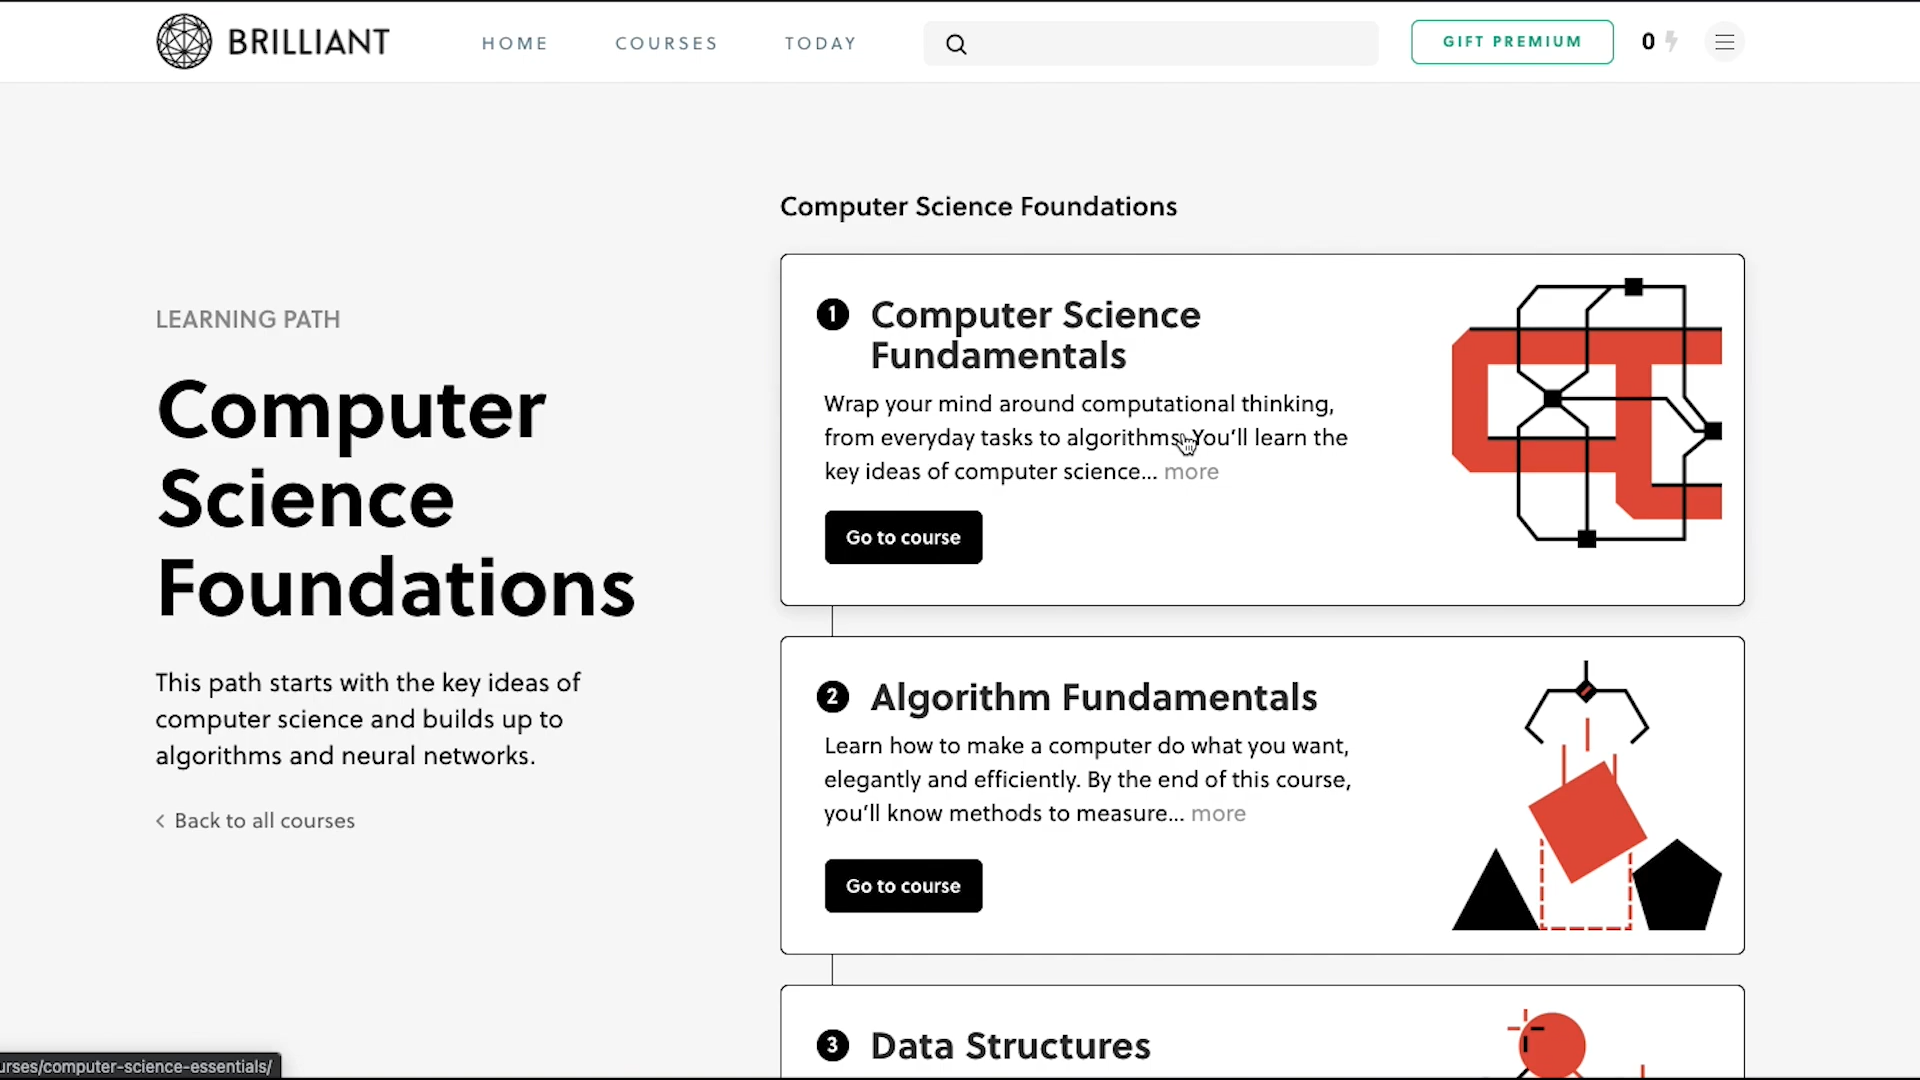 BRILLIANT
HOME
COURSES
TODAY
GIFT PREMIUM
0
LEARNING PATH
Computer
Science
Foundations
This path starts with the key ideas of
computer science and builds up to
algorithms and neural networks.
< Back to all courses
Computer Science Foundations
1 Computer Science
Fundamentals
Wrap your mind around computational thinking,
from everyday tasks to algorithms. You'll learn the
key ideas of computer science... more
Go to course
2 Algorithm Fundamentals
Learn how to make a computer do what you want,
elegantly and efficiently. By the end of this course,
you'll know methods to measure... more
Go to course
3 Data Structures
urses/computer-science-essentials/